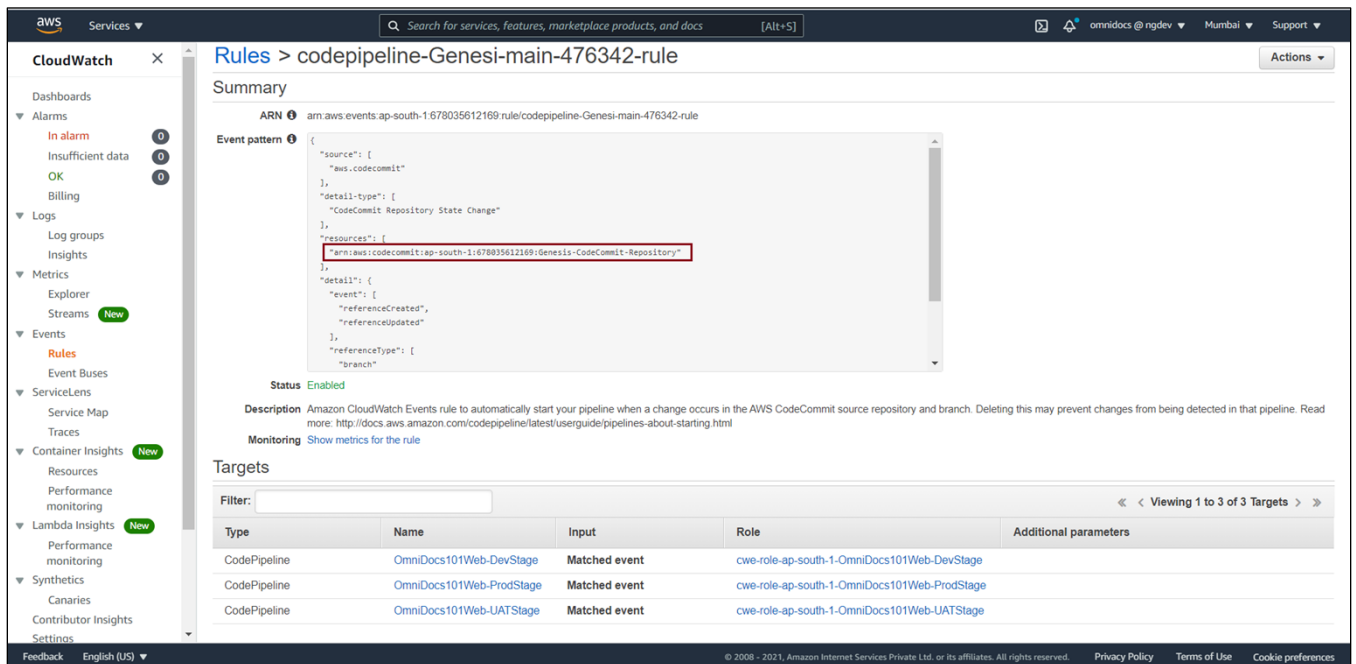 aws
Services
Search for services, features, marketplace products, and docs [Alt+S]
omnidocs @ ngdev
Mumbai
Support
CloudWatch
Dashboards
Alarms
In alarm 0
Insufficient data 0
OK 0
Billing
Logs
Log groups
Insights
Metrics
Explorer
Streams New
Events
Rules
Event Buses
ServiceLens
Service Map
Traces
Container Insights New
Resources
Performance
monitoring
Lambda Insights New
Performance
monitoring
Synthetics
Canaries
Contributor Insights
Settings
Rules > codepipeline-Genesi-main-476342-rule
Actions
Summary
ARN arn:aws:events:ap-south-1:678035612169:rule/codepipeline-Genesi-main-476342-rule
Event pattern {
"source": [
"aws.codecommit"
],
"detail-type": [
"CodeCommit Repository State Change"
],
"resources": [
"arn:aws:codecommit:ap-south-1:678035612169:Genesis-CodeCommit-Repository"
],
"detail": {
"event": [
"referenceCreated",
"referenceUpdated"
],
"referenceType": [
"branch"
Status Enabled
Description Amazon CloudWatch Events rule to automatically start your pipeline when a change occurs in the AWS CodeCommit source repository and branch. Deleting this may prevent changes from being detected in that pipeline. Read
more: http://docs.aws.amazon.com/codepipeline/latest/userguide/pipelines-about-starting.html
Monitoring Show metrics for the rule
Targets
Filter:
« < Viewing 1 to 3 of 3 Targets > »
Type Name Input Role Additional parameters
CodePipeline OmniDocs101Web-DevStage Matched event cwe-role-ap-south-1-OmniDocs101Web-DevStage
CodePipeline OmniDocs101Web-ProdStage Matched event cwe-role-ap-south-1-OmniDocs101Web-ProdStage
CodePipeline OmniDocs101Web-UATStage Matched event cwe-role-ap-south-1-OmniDocs101Web-UATStage
Feedback English (US) © 2008 - 2021, Amazon Internet Services Private Ltd. or its affiliates. All rights reserved. Privacy Policy Terms of Use Cookie preferences